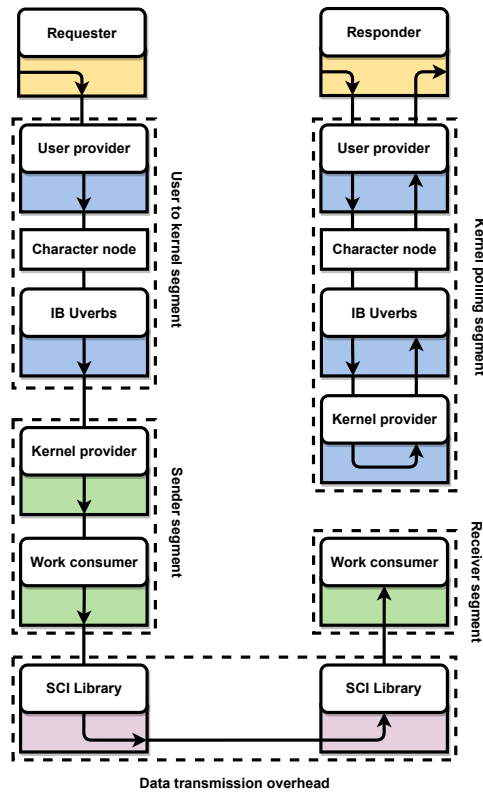 Requester
User provider
Character node
IB Uverbs
User to kernel segment
Kernel provider
Work consumer
Sender segment
SCI Library
Responder
User provider
Character node
IB Uverbs
Kernel provider
Kernel polling segment
Work consumer
Receiver segment
SCI Library
Data transmission overhead